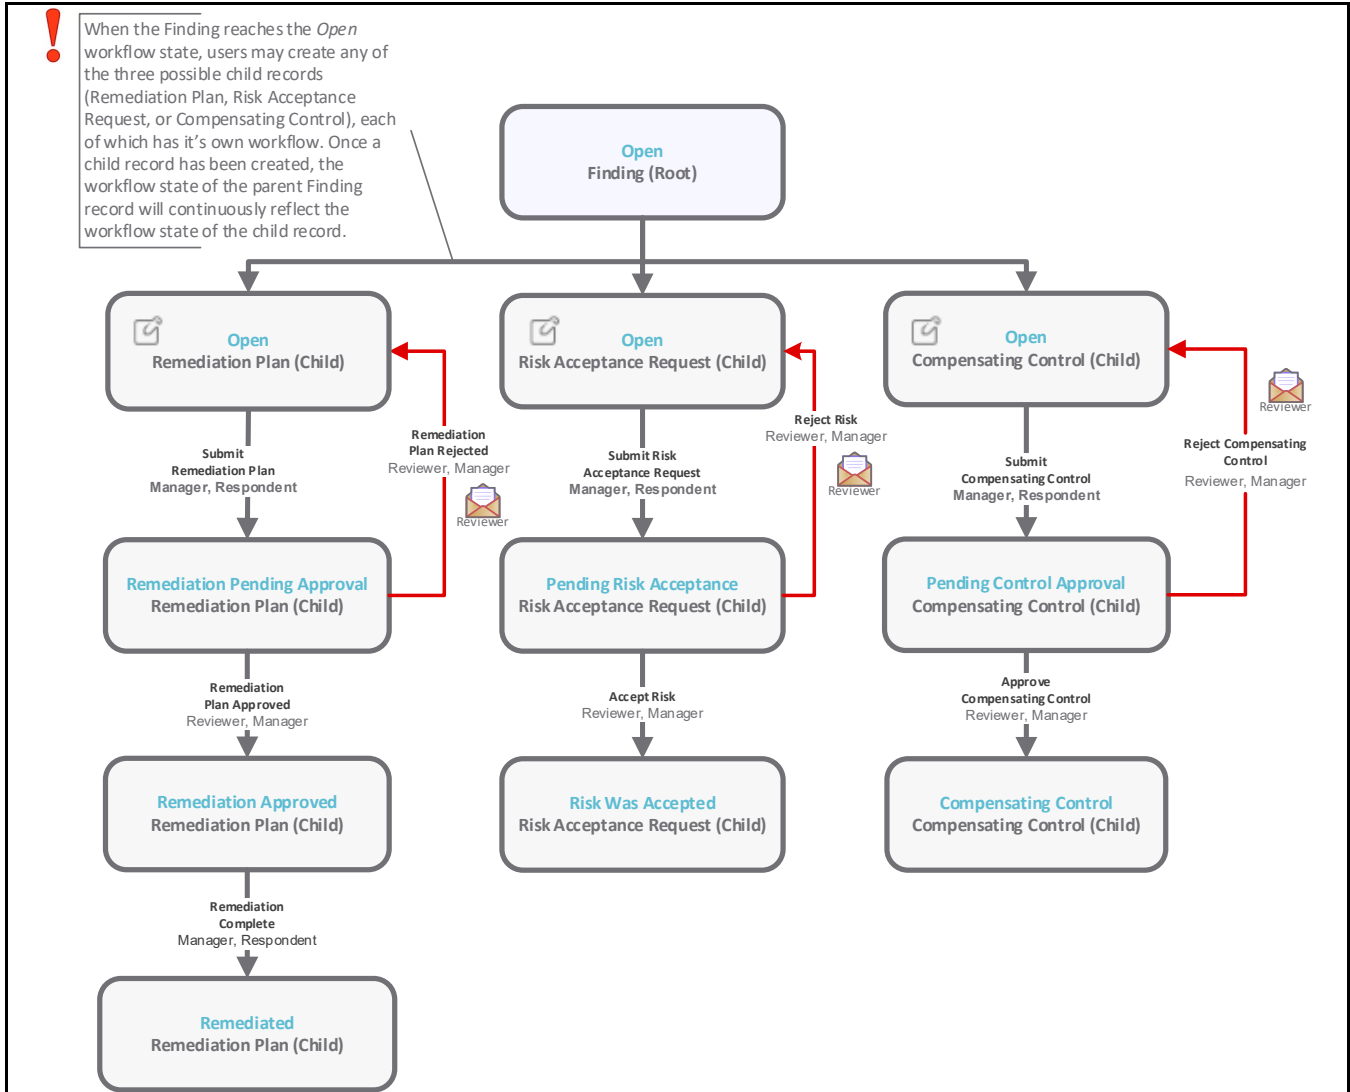 When the Finding reaches the Open
workflow state, users may create any of
the three possible child records
(Remediation Plan, Risk Acceptance
Request, or Compensating Control), each
of which has it's own workflow. Once a
child record has been created, the
workflow state of the parent Finding
record will continuously reflect the
workflow state of the child record.
Open
Finding (Root)
Open
Remediation Plan (Child)
Open
Risk Acceptance Request (Child)
Open
Compensating Control (Child)
Submit
Remediation Plan
Manager, Respondent
Remediation
Plan Rejected
Reviewer, Manager
Reviewer
Submit Risk
Acceptance Request
Manager, Respondent
Reject Risk
Reviewer, Manager
Reviewer
Submit
Compensating Control
Manager, Respondent
Reviewer
Reject Compensating
Control
Reviewer, Manager
Remediation Pending Approval
Remediation Plan (Child)
Pending Risk Acceptance
Risk Acceptance Request (Child)
Pending Control Approval
Compensating Control (Child)
Remediation
Plan Approved
Reviewer, Manager
Accept Risk
Reviewer, Manager
Approve
Compensating Control
Reviewer, Manager
Remediation Approved
Remediation Plan (Child)
Risk Was Accepted
Risk Acceptance Request (Child)
Compensating Control
Compensating Control (Child)
Remediation
Complete
Manager, Respondent
Remediated
Remediation Plan (Child)